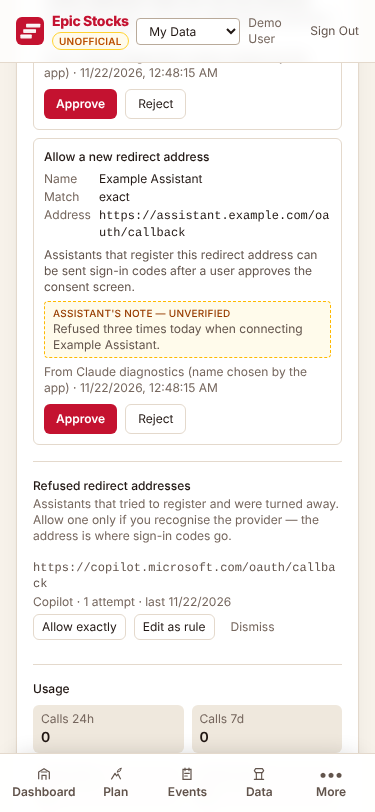 Epic Stocks
UNOFFICIAL
My Data
Demo
User
Sign Out
app) · 11/22/2026, 12:48:15 AM
Approve
Reject
Allow a new redirect address
Name Example Assistant
Match exact
Address https://assistant.example.com/oa
uth/callback
Assistants that register this redirect address can
be sent sign-in codes after a user approves the
consent screen.
ASSISTANT'S NOTE — UNVERIFIED
Refused three times today when connecting
Example Assistant.
From Claude diagnostics (name chosen by the
app) · 11/22/2026, 12:48:15 AM
Approve
Reject
Refused redirect addresses
Assistants that tried to register and were turned away.
Allow one only if you recognise the provider — the
address is where sign-in codes go.
https://copilot.microsoft.com/oauth/callba
ck
Copilot · 1 attempt · last 11/22/2026
Allow exactly
Edit as rule
Dismiss
Usage
Calls 24h
0
Calls 7d
0
Dashboard
Plan
Events
Data
More